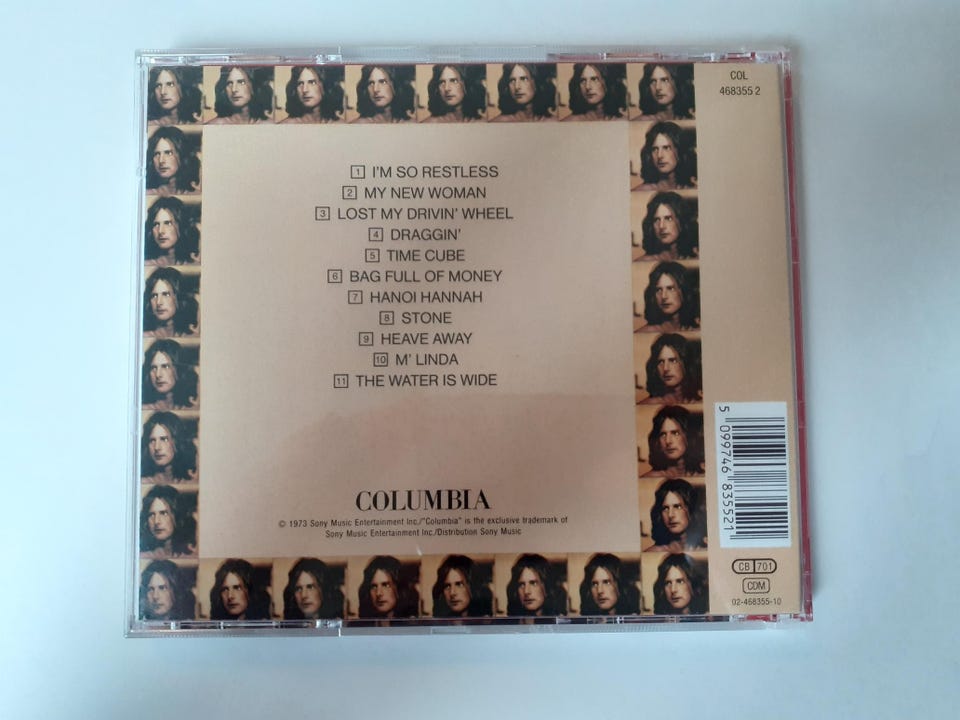 COL
468355 2
1 I'M SO RESTLESS
2 MY NEW WOMAN
3 LOST MY DRIVIN' WHEEL
4 DRAGGIN'
5 TIME CUBE
6 BAG FULL OF MONEY
7 HANOI HANNAH
8 STONE
9 HEAVE AWAY
10 M' LINDA
11 THE WATER IS WIDE
COLUMBIA
© 1973 Sony Music Entertainment Inc./"Columbia" is the exclusive trademark of
Sony Music Entertainment Inc./Distribution Sony Music
5 099746 835521
CB 701
CDM
02-468355-10